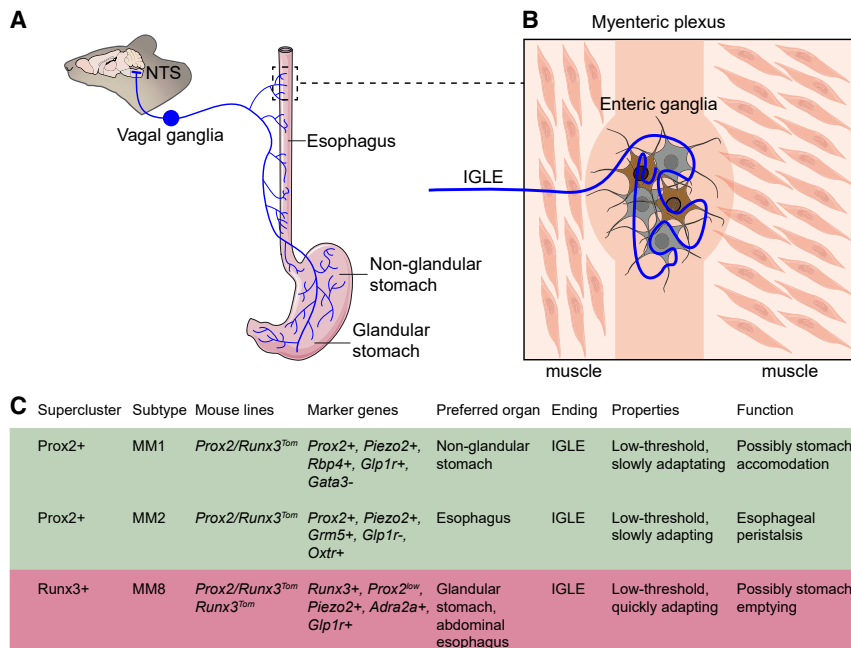 A
NTS
Vagal ganglia
Esophagus
Non-glandular
stomach
Glandular
stomach
B
Myenteric plexus
Enteric ganglia
IGLE
muscle
muscle
C
Supercluster Subtype Mouse lines Marker genes Preferred organ Ending Properties Function
Prox2+ MM1 Prox2/Runx3Tom Prox2+, Piezo2+, Non-glandular IGLE Low-threshold, Possibly stomach
Rbp4+, Glp1r+, stomach slowly adaptating accomodation
Gata3-
Prox2+ MM2 Prox2/Runx3Tom Prox2+, Piezo2+, Esophagus IGLE Low-threshold, Esophageal
Grm5+, Glp1r-, slowly adapting peristalsis
Oxtr+
Runx3+ MM8 Prox2/Runx3Tom Runx3+, Prox2low, Glandular IGLE Low-threshold, Possibly stomach
Runx3Tom Piezo2+, Adra2a+, stomach, quickly adapting emptying
Glp1r+ abdominal
esophagus